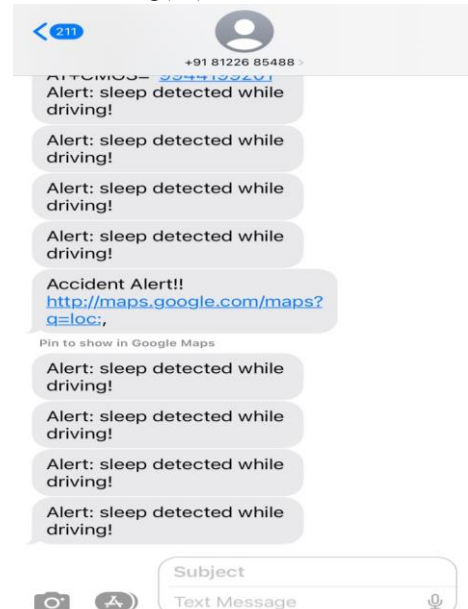 211
+91 81226 85488 >
AT+CMGS= 9944199201
Alert: sleep detected while
driving!
Alert: sleep detected while
driving!
Alert: sleep detected while
driving!
Alert: sleep detected while
driving!
Accident Alert!!
http://maps.google.com/maps?
q=loc:,
Pin to show in Google Maps
Alert: sleep detected while
driving!
Alert: sleep detected while
driving!
Alert: sleep detected while
driving!
Alert: sleep detected while
driving!
Subject
Text Message